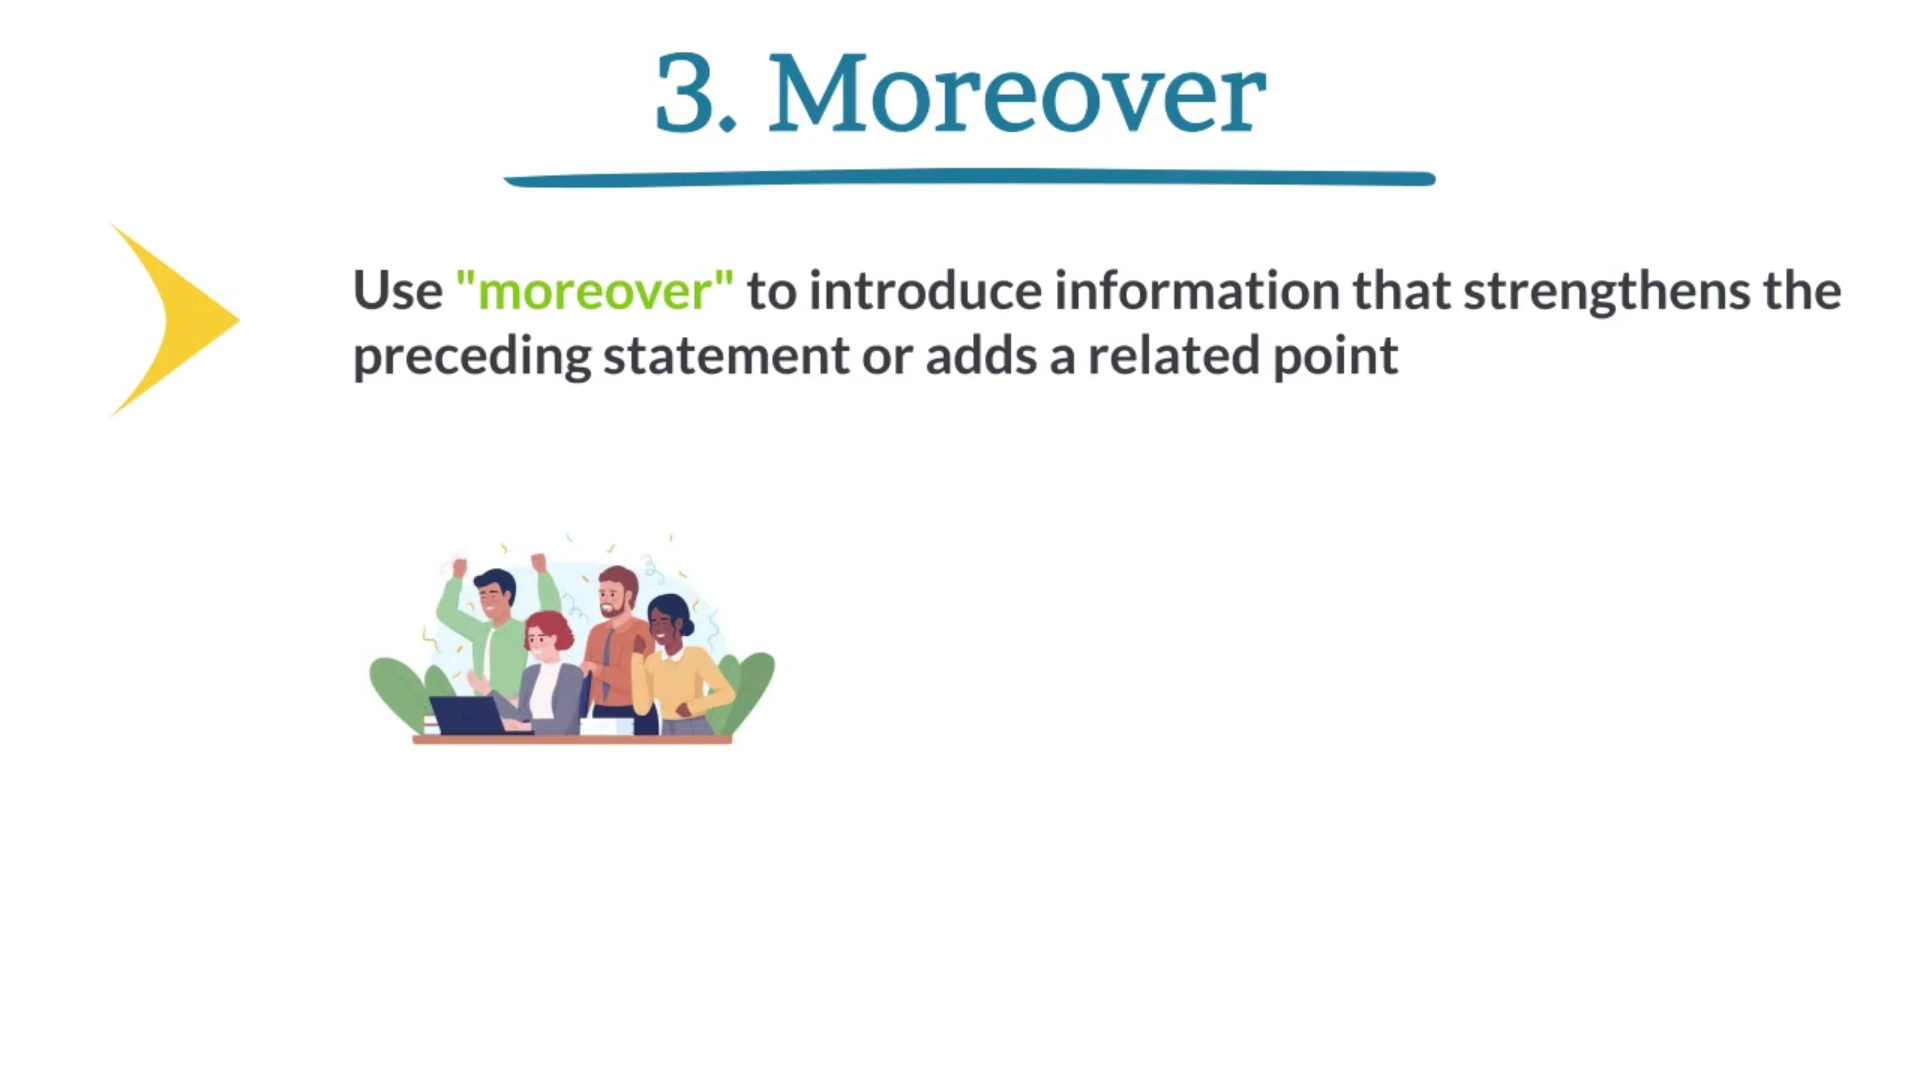 3. Moreover
Use "moreover" to introduce information that strengthens the
preceding statement or adds a related point